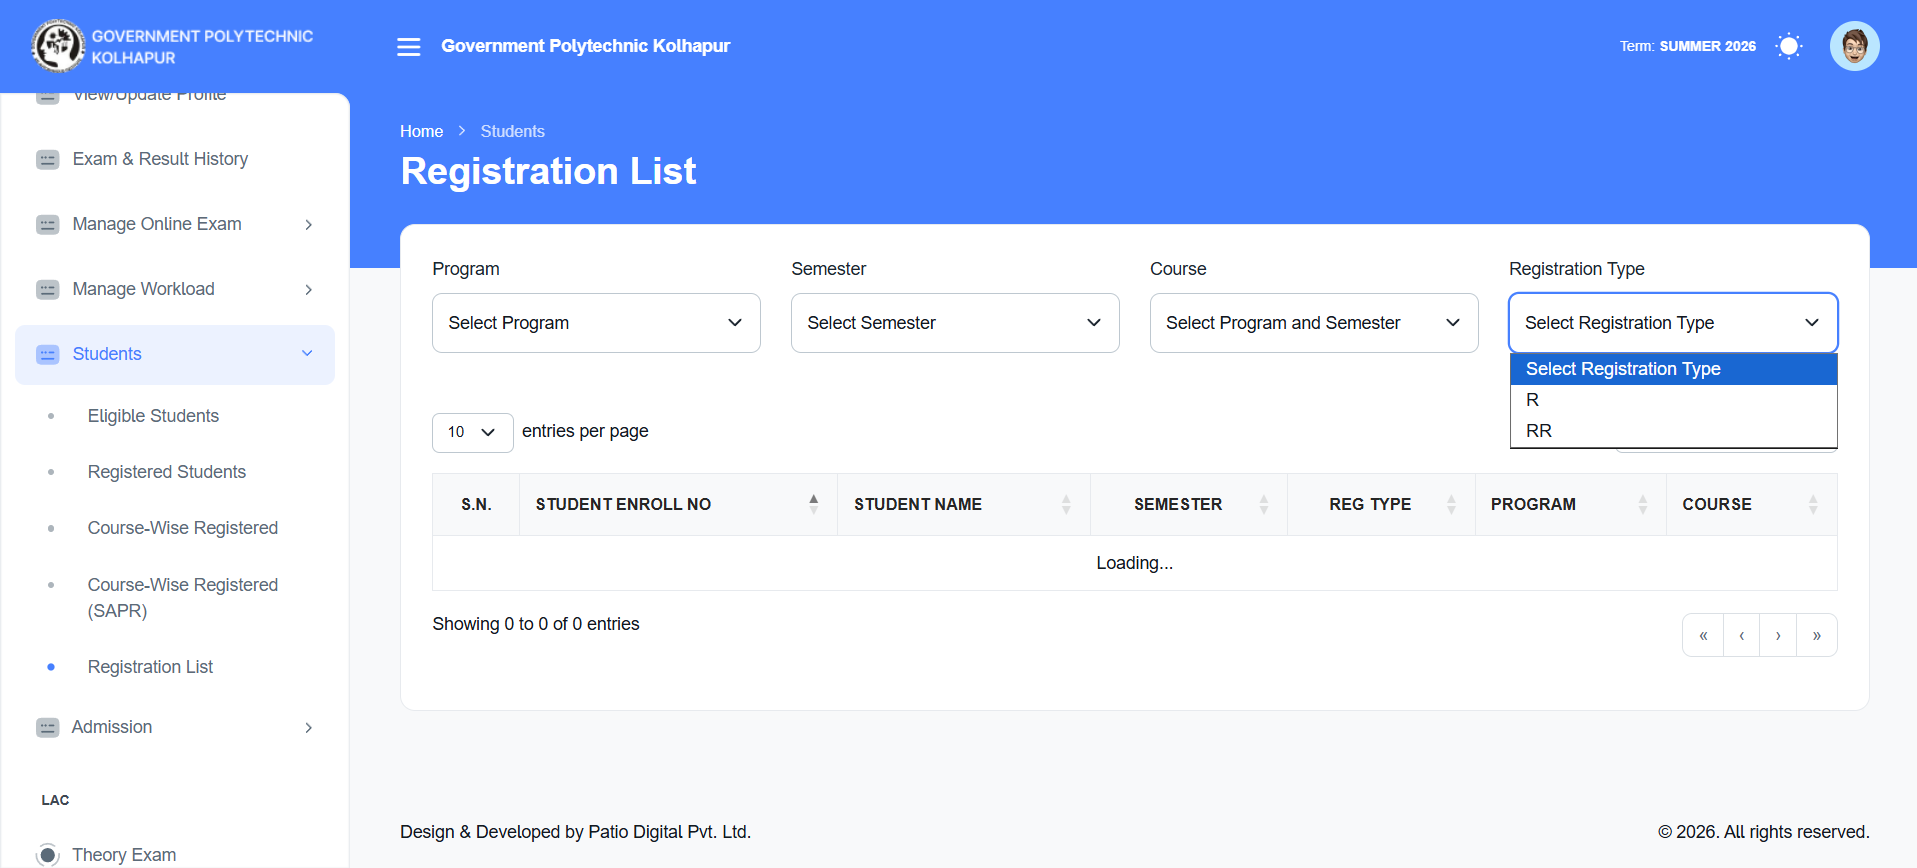 GOVERNMENT POLYTECHNIC
KOLHAPUR
Government Polytechnic Kolhapur
Term: SUMMER 2026
View/Update Profile
Exam & Result History
Manage Online Exam
Manage Workload
Students
Eligible Students
Registered Students
Course-Wise Registered
Course-Wise Registered
(SAPR)
Registration List
Admission
LAC
Theory Exam
Home > Students
Registration List
Program
Semester
Course
Registration Type
Select Program
Select Semester
Select Program and Semester
Select Registration Type
Select Registration Type
R
RR
10 entries per page
S.N. STUDENT ENROLL NO STUDENT NAME SEMESTER REG TYPE PROGRAM COURSE
Loading...
Showing 0 to 0 of 0 entries
« ‹ › »
Design & Developed by Patio Digital Pvt. Ltd.
© 2026. All rights reserved.